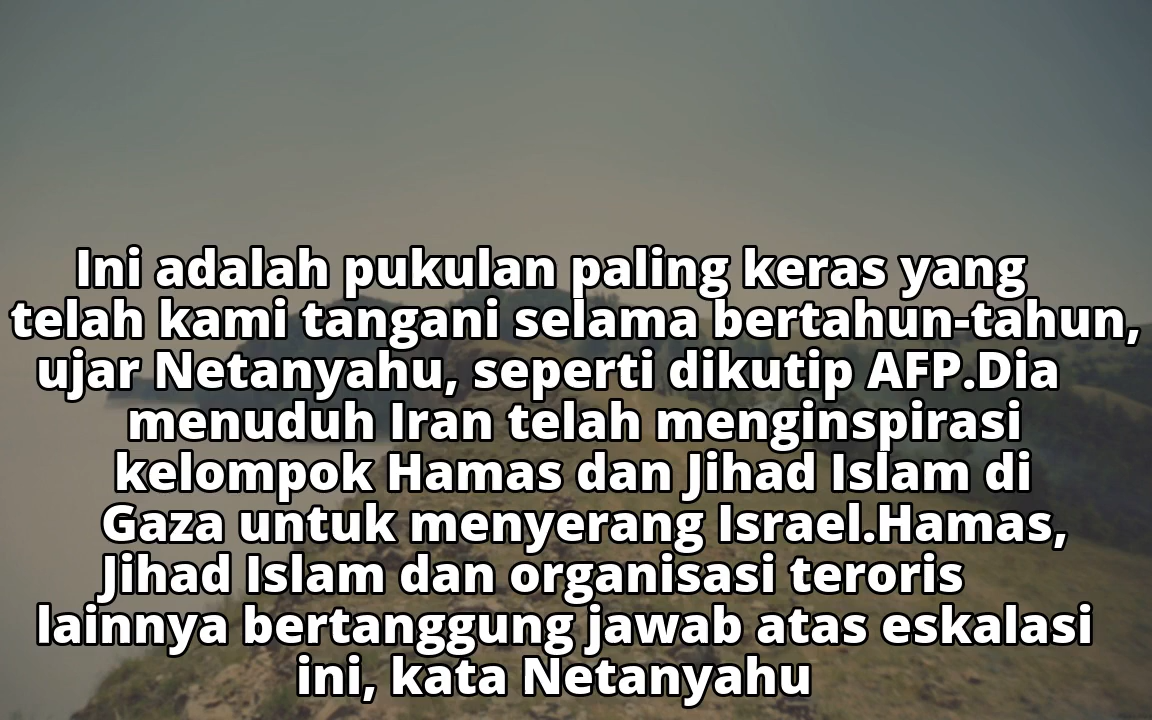 Ini adalah pukulan paling keras yang
telah kami tangani selama bertahun-tahun,
ujar Netanyahu, seperti dikutip AFP.Dia
menuduh Iran telah menginspirasi
kelompok Hamas dan Jihad Islam di
Gaza untuk menyerang Israel.Hamas,
Jihad Islam dan organisasi teroris
lainnya bertanggung jawab atas eskalasi
ini, kata Netanyahu